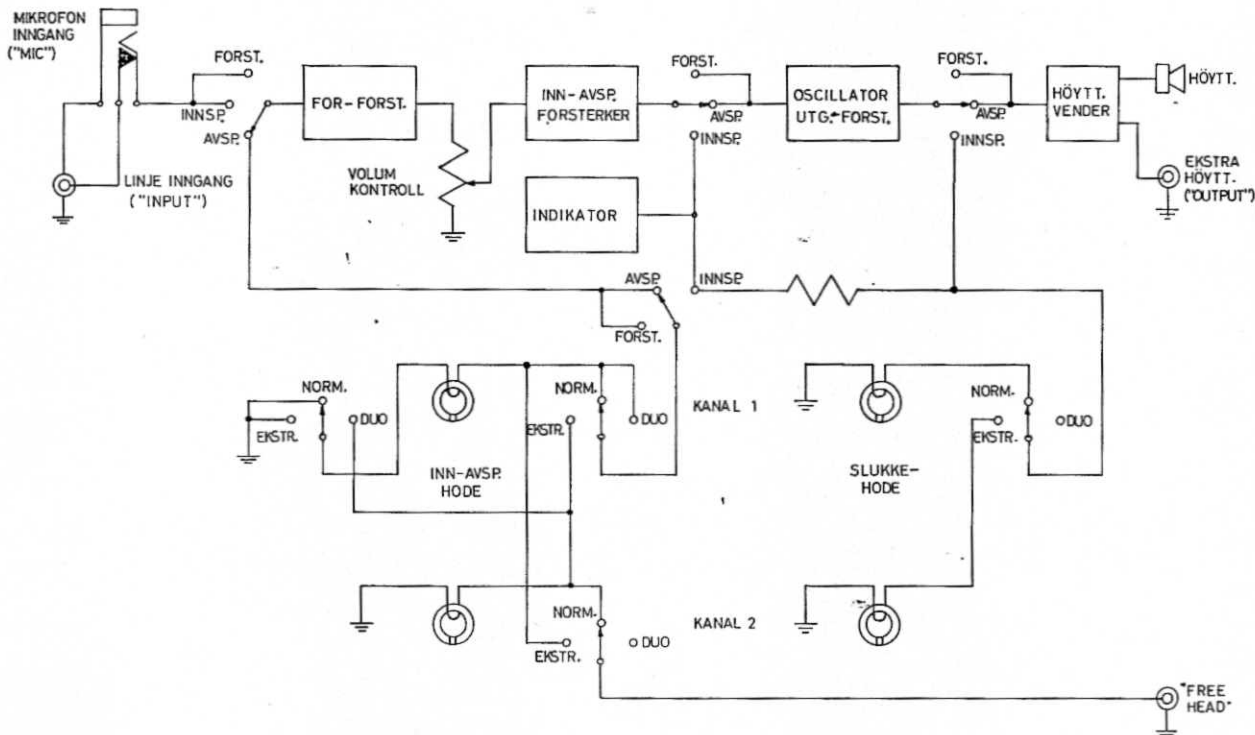 MIKROFON
INNGANG
("MIC")
FORST.
INNSP.
AVSP.
LINJE INNGANG
("INPUT")
FOR-FORST.
VOLUM
KONTROLL
INN-AVSP.
FORSTERKER
INDIKATOR
FORST.
AVSP.
INNSP.
OSCILLATOR
UTG.-FORST.
FORST.
AVSP.
INNSP.
HÖYTT.
VENDER
HÖYTT.
EKSTRA
HÖYTT.
("OUTPUT")
AVSP.
INNSP.
FORST.
NORM.
EKSTR.
DUO
INN-AVSP.
HODE
NORM.
EKSTR.
DUO
KANAL 1
SLUKKE-
HODE
NORM.
EKSTR.
DUO
NORM.
EKSTR.
DUO
KANAL 2
"FREE
HEAD"